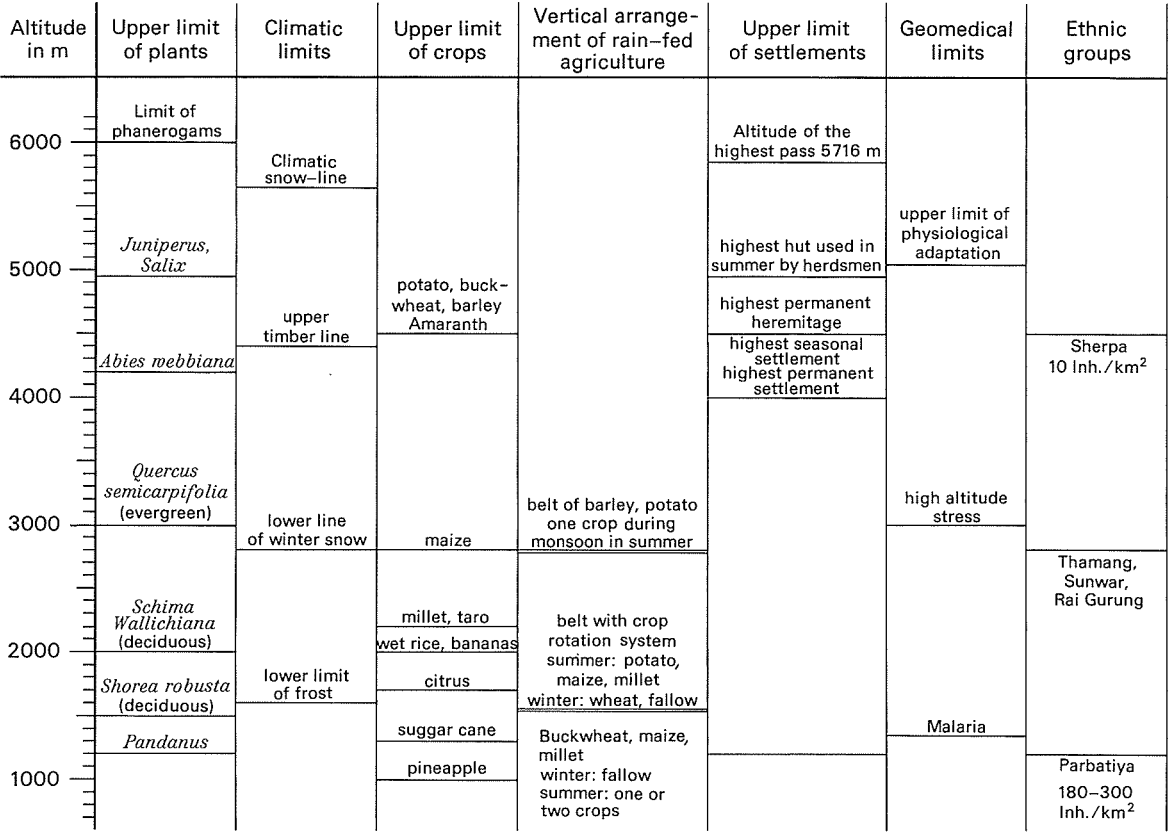 Altitude
in m
Upper limit
of plants
Climatic
limits
Upper limit
of crops
Vertical arrange-
ment of rain–fed
agriculture
Upper limit
of settlements
Geomedical
limits
Ethnic
groups
6000
5000
4000
3000
2000
1000
Limit of
phanerogams
Juniperus,
Salix
Abies webbiana
Quercus
semicarpifolia
(evergreen)
Schima
Wallichiana
(deciduous)
Shorea robusta
(deciduous)
Pandanus
Climatic
snow–line
upper
timber line
lower line
of winter snow
lower limit
of frost
potato, buck-
wheat, barley
Amaranth
maize
millet, taro
wet rice, bananas
citrus
suggar cane
pineapple
belt of barley, potato
one crop during
monsoon in summer
belt with crop
rotation system
summer: potato,
maize, millet
winter: wheat, fallow
Buckwheat, maize,
millet
winter: fallow
summer: one or
two crops
Altitude of the
highest pass 5716 m
highest hut used in
summer by herdsmen
highest permanent
heremitage
highest seasonal
settlement
highest permanent
settlement
upper limit of
physiological
adaptation
high altitude
stress
Malaria
Sherpa
10 Inh./km²
Thamang,
Sunwar,
Rai Gurung
Parbatiya
180–300
Inh./km²